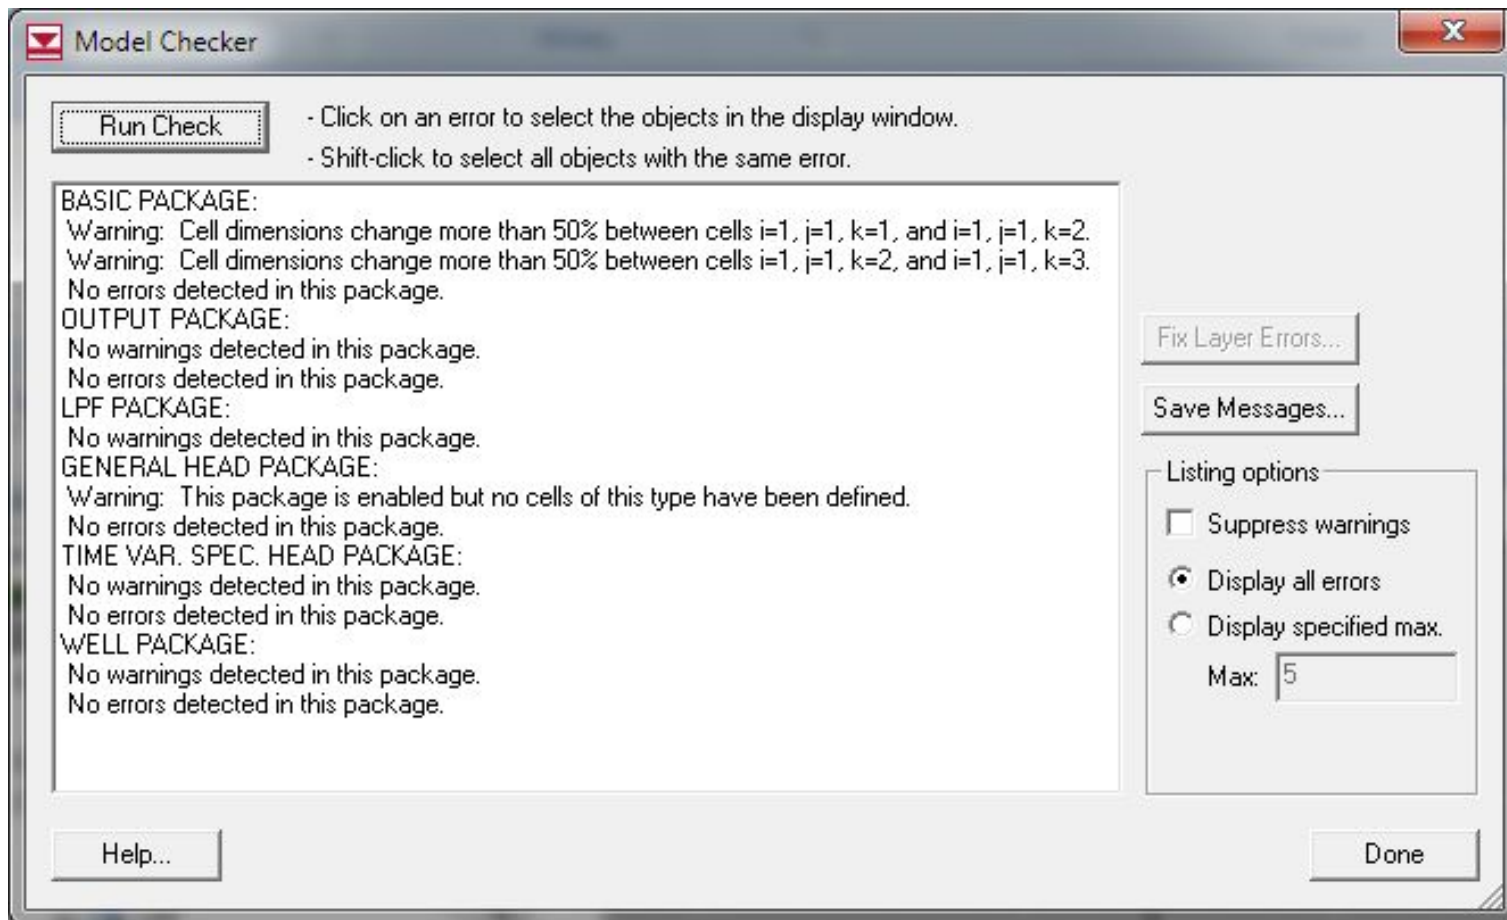 Model Checker
Run Check
- Click on an error to select the objects in the display window.
- Shift-click to select all objects with the same error.
BASIC PACKAGE:
Warning:  Cell dimensions change more than 50% between cells i=1, j=1, k=1, and i=1, j=1, k=2.
Warning:  Cell dimensions change more than 50% between cells i=1, j=1, k=2, and i=1, j=1, k=3.
No errors detected in this package.
OUTPUT PACKAGE:
No warnings detected in this package.
No errors detected in this package.
LPF PACKAGE:
No warnings detected in this package.
GENERAL HEAD PACKAGE:
Warning:  This package is enabled but no cells of this type have been defined.
No errors detected in this package.
TIME VAR. SPEC. HEAD PACKAGE:
No warnings detected in this package.
No errors detected in this package.
WELL PACKAGE:
No warnings detected in this package.
No errors detected in this package.
Fix Layer Errors...
Save Messages...
Listing options
Suppress warnings
Display all errors
Display specified max.
Max: 5
Help...
Done